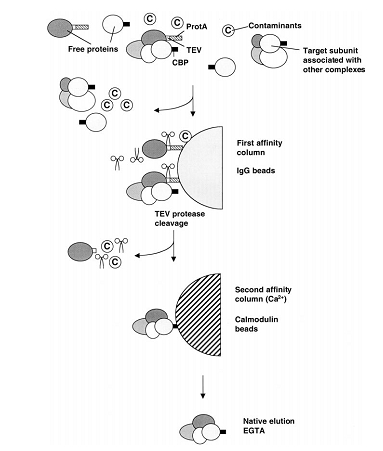 C
ProtA
C
Contaminants
Free proteins
TEV
CBP
Target subunit
associated with
other complexes
C
C
C
C
First affinity
column
IgG beads
TEV protease
cleavage
C
C
Second affinity
column (Ca²⁺)
Calmodulin
beads
Native elution
EGTA